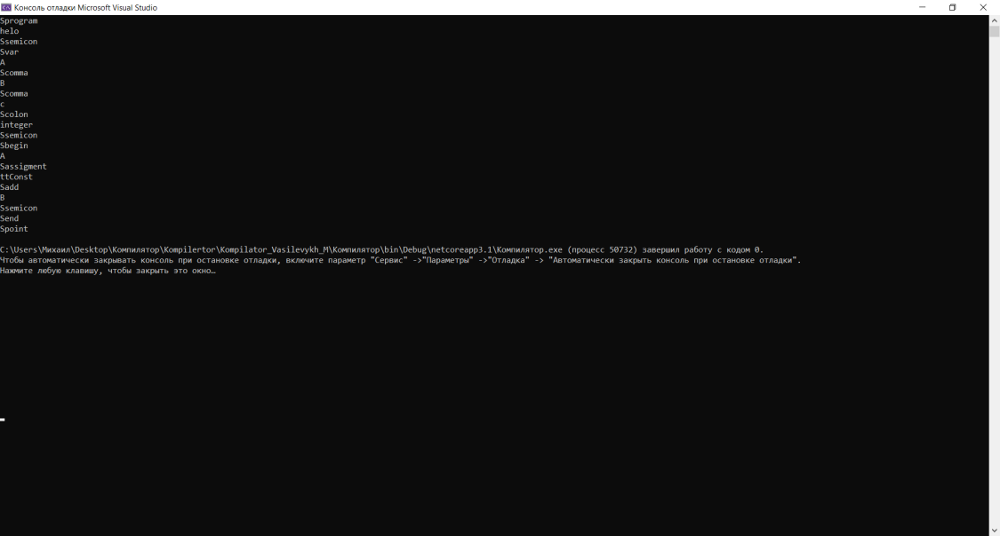 Консоль отладки Microsoft Visual Studio
Sprogram
helo
Ssemicon
Svar
A
Scomma
B
Scomma
c
Scolon
integer
Ssemicon
Sbegin
A
Sassigment
ttConst
Sadd
B
Ssemicon
Send
Spoint
C:\Users\Михаил\Desktop\Компилятор\Kompilertor\Kompilator_Vasilevykh_M\Компилятор\bin\Debug\netcoreapp3.1\Компилятор.exe (процесс 50732) завершил работу с кодом 0.
Чтобы автоматически закрывать консоль при остановке отладки, включите параметр "Сервис" ->"Параметры" ->"Отладка" -> "Автоматически закрыть консоль при остановке отладки".
Нажмите любую клавишу, чтобы закрыть это окно…